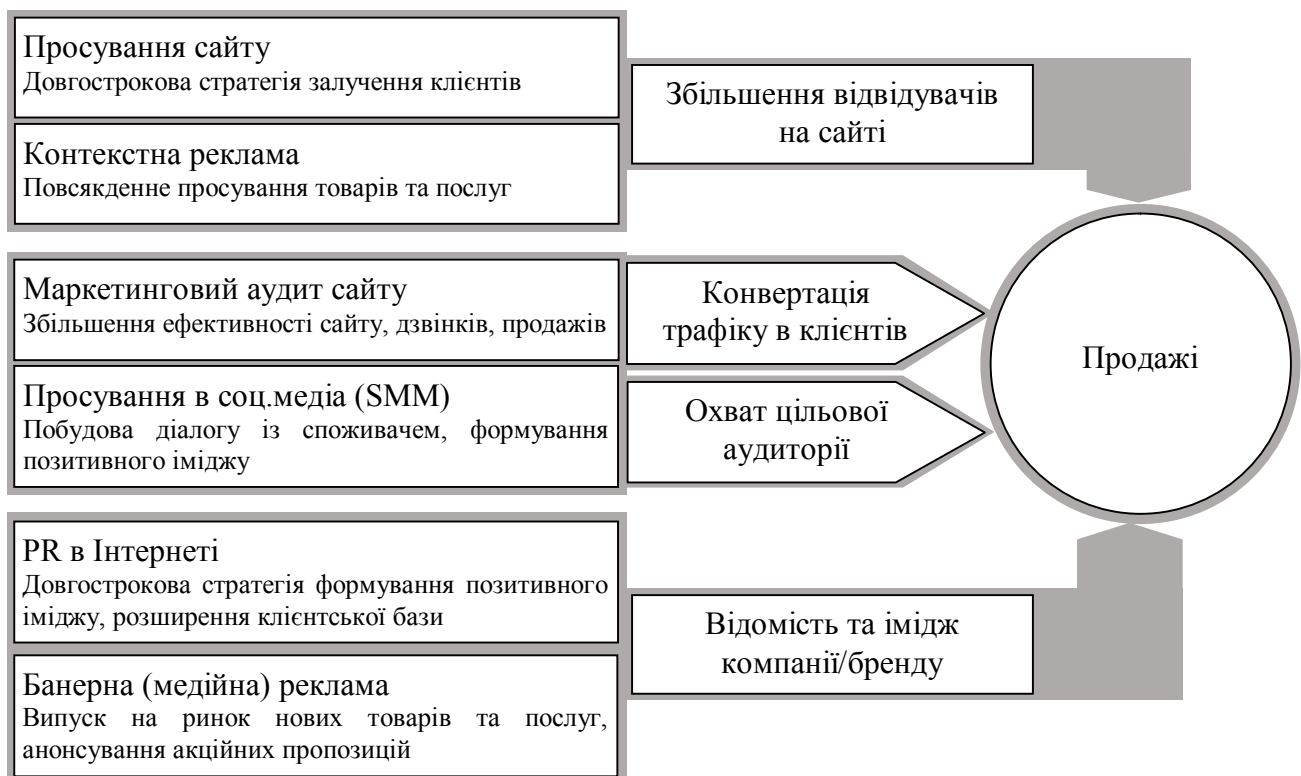 Просування сайту
Довгострокова стратегія залучення клієнтів
Контекстна реклама
Повсякденне просування товарів та послуг
Збільшення відвідувачів
на сайті
Маркетинговий аудит сайту
Збільшення ефективності сайту, дзвінків, продажів
Конвертація
трафіку в клієнтів
Просування в соц.медіа (SMM)
Побудова діалогу із споживачем, формування
позитивного іміджу
Охват цільової
аудиторії
Продажі
PR в Інтернеті
Довгострокова стратегія формування позитивного
іміджу, розширення клієнтської бази
Банерна (медійна) реклама
Випуск на ринок нових товарів та послуг,
анонсування акційних пропозицій
Відомість та імідж
компанії/бренду